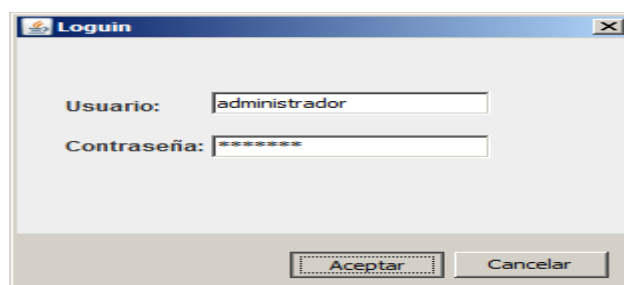 Loguin
Usuario: administrador
Contraseña: *******
Aceptar Cancelar